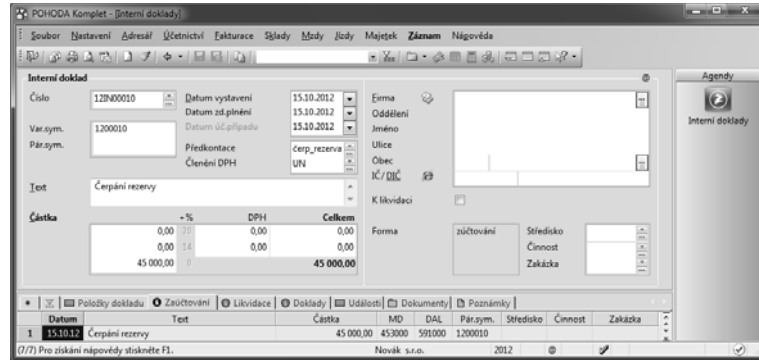 POHODA Komplet - [Interní doklady]
Soubor Nastavení Adresář Účetnictví Fakturace Sklady Mzdy Jízdy Majetek Záznam Nápověda
Interní doklad @
Číslo 12IN00010 Datum vystavení 15.10.2012
Datum zd.plnění 15.10.2012
Var.sym. 1200010 Datum úč.případu 15.10.2012
Pár.sym. Předkontace čerp_rezerva
Členění DPH UN
Text Čerpání rezervy
Částka +% DPH Celkem
0,00 20 0,00 0,00
0,00 14 0,00 0,00
45 000,00 0 45 000,00
Firma
Oddělení
Jméno
Ulice
Obec
IČ/DIČ
K likvidaci
Forma zúčtování Středisko
Činnost
Zakázka
Agendy
Interní doklady
Položky dokladu Zaúčtování Likvidace Doklady Události Dokumenty Poznámky
Datum Text Částka MD DAL Pár.sym. Středisko Činnost Zakázka
1 15.10.12 Čerpání rezervy 45 000,00 453000 591000 1200010
(7/7) Pro získání nápovědy stiskněte F1. Novák s.r.o. 2012 @